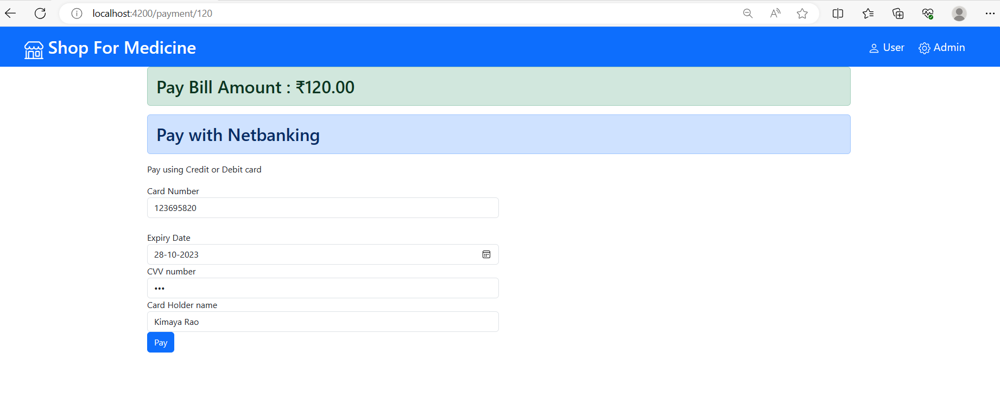 localhost:4200/payment/120
Shop For Medicine
User
Admin
Pay Bill Amount : ₹120.00
Pay with Netbanking
Pay using Credit or Debit card
Card Number
123695820
Expiry Date
28-10-2023
CVV number
•••
Card Holder name
Kimaya Rao
Pay